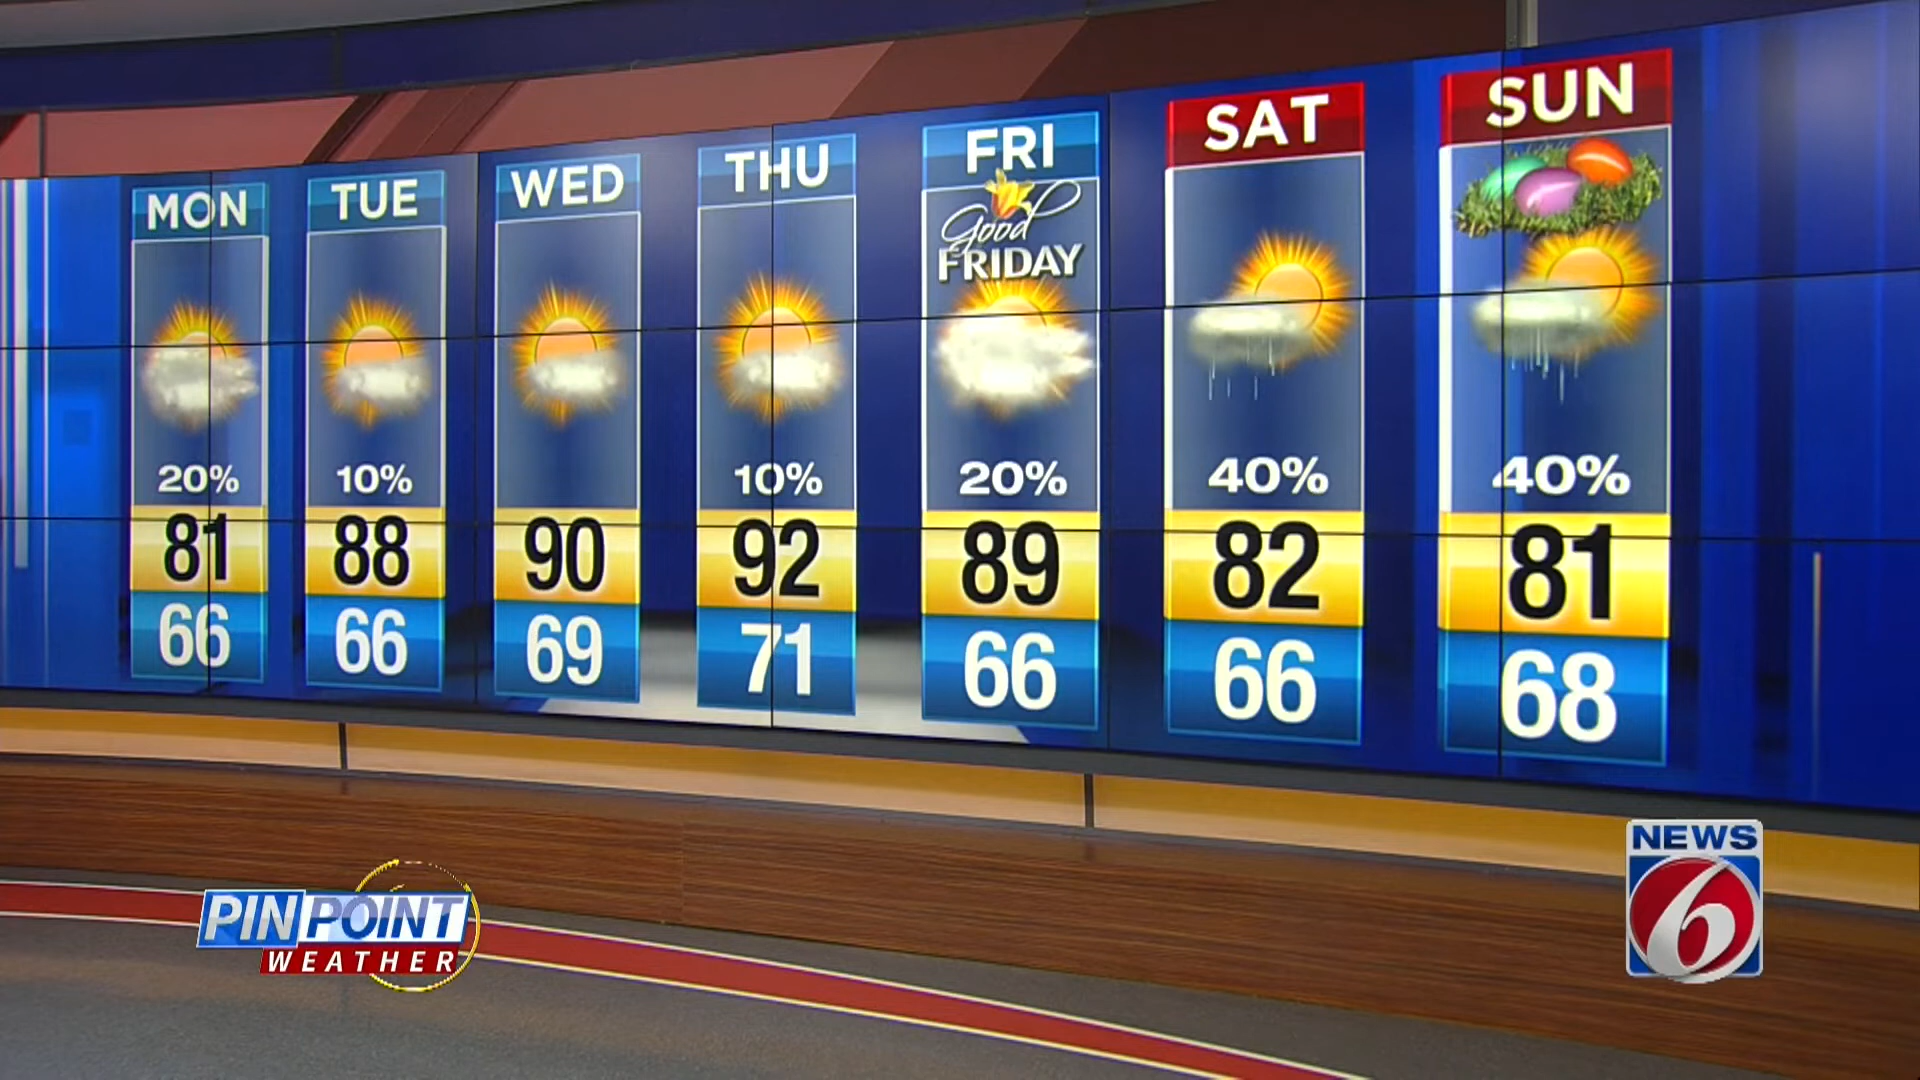 MON TUE WED THU FRI SAT SUN
Good
FRIDAY
20% 10% 10% 20% 40% 40%
81 88 90 92 89 82 81
66 66 69 71 66 66 68
NEWS
6
PINPOINT
WEATHER